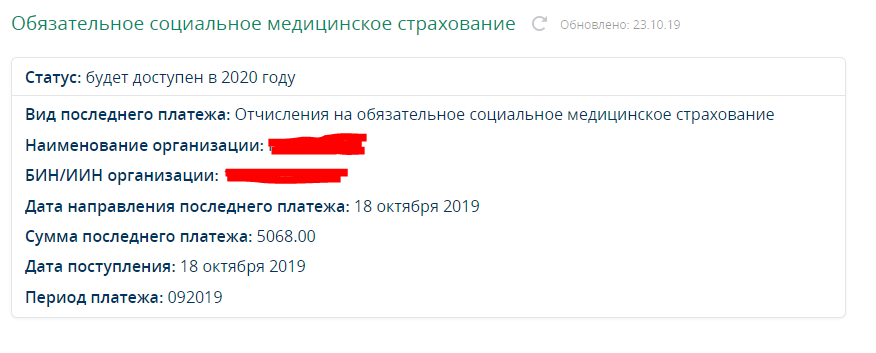 Обязательное социальное медицинское страхование Обновлено: 23.10.19
Статус: будет доступен в 2020 году
Вид последнего платежа: Отчисления на обязательное социальное медицинское страхование
Наименование организации:
БИН/ИИН организации:
Дата направления последнего платежа: 18 октября 2019
Сумма последнего платежа: 5068.00
Дата поступления: 18 октября 2019
Период платежа: 092019